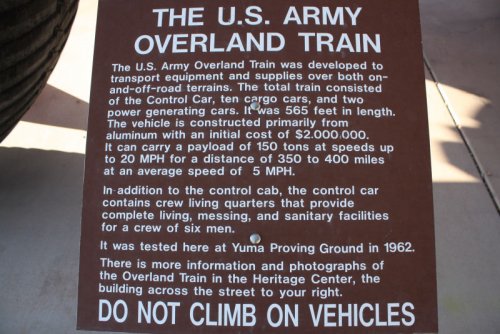 THE U.S. ARMY
OVERLAND TRAIN
The U.S. Army Overland Train was developed to
transport equipment and supplies over both on-
and-off-road terrains. The total train consisted
of the Control Car, ten cargo cars, and two
power generating cars. It was 565 feet in length.
The vehicle is constructed primarily from
aluminum with an initial cost of $2.000.000.
It can carry a payload of 150 tons at speeds up
to 20 MPH for a distance of 350 to 400 miles
at an average speed of 5 MPH.
In addition to the control cab, the control car
contains crew living quarters that provide
complete living, messing, and sanitary facilities
for a crew of six men.
It was tested here at Yuma Proving Ground in 1962.
There is more information and photographs of
the Overland Train in the Heritage Center, the
building across the street to your right.
DO NOT CLIMB ON VEHICLES